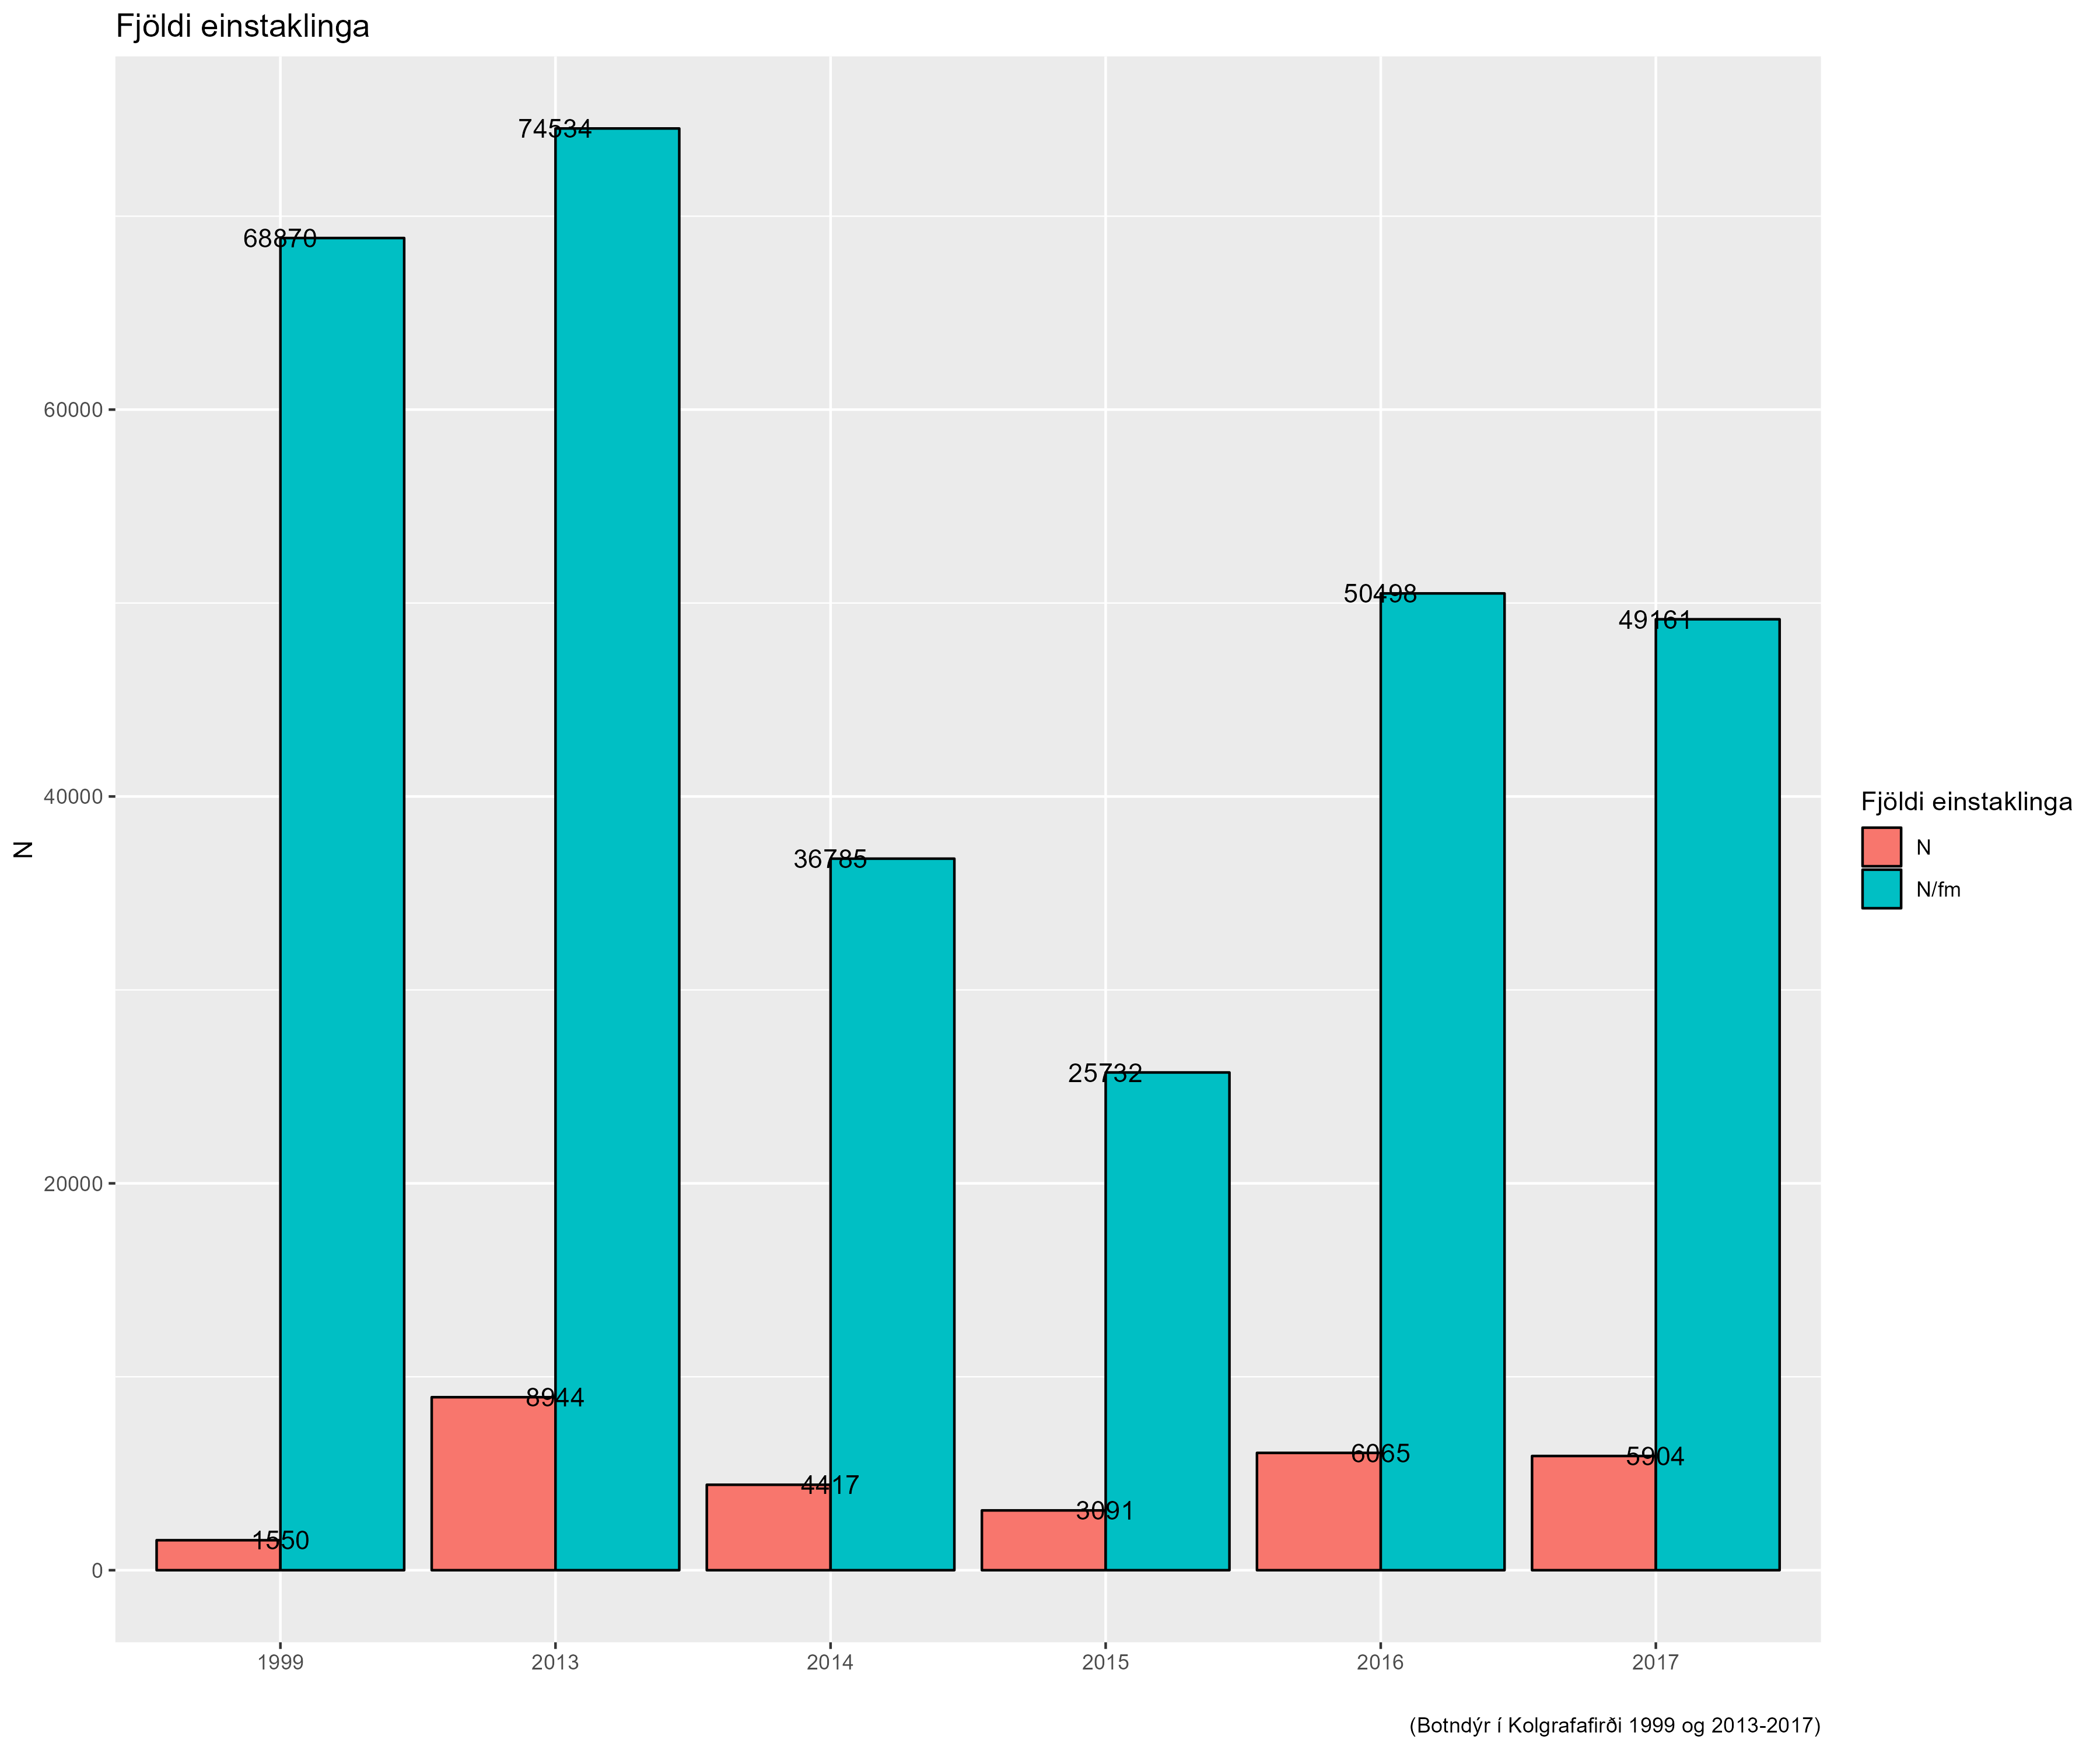 Fjöldi einstaklinga
74534
68870
60000
50498
49161
40000
36785
N
25732
20000
8944
6065
5904
4417
3091
1550
0
1999 2013 2014 2015 2016 2017
Fjöldi einstaklinga
N
N/fm
(Botndýr í Kolgrafafirði 1999 og 2013-2017)